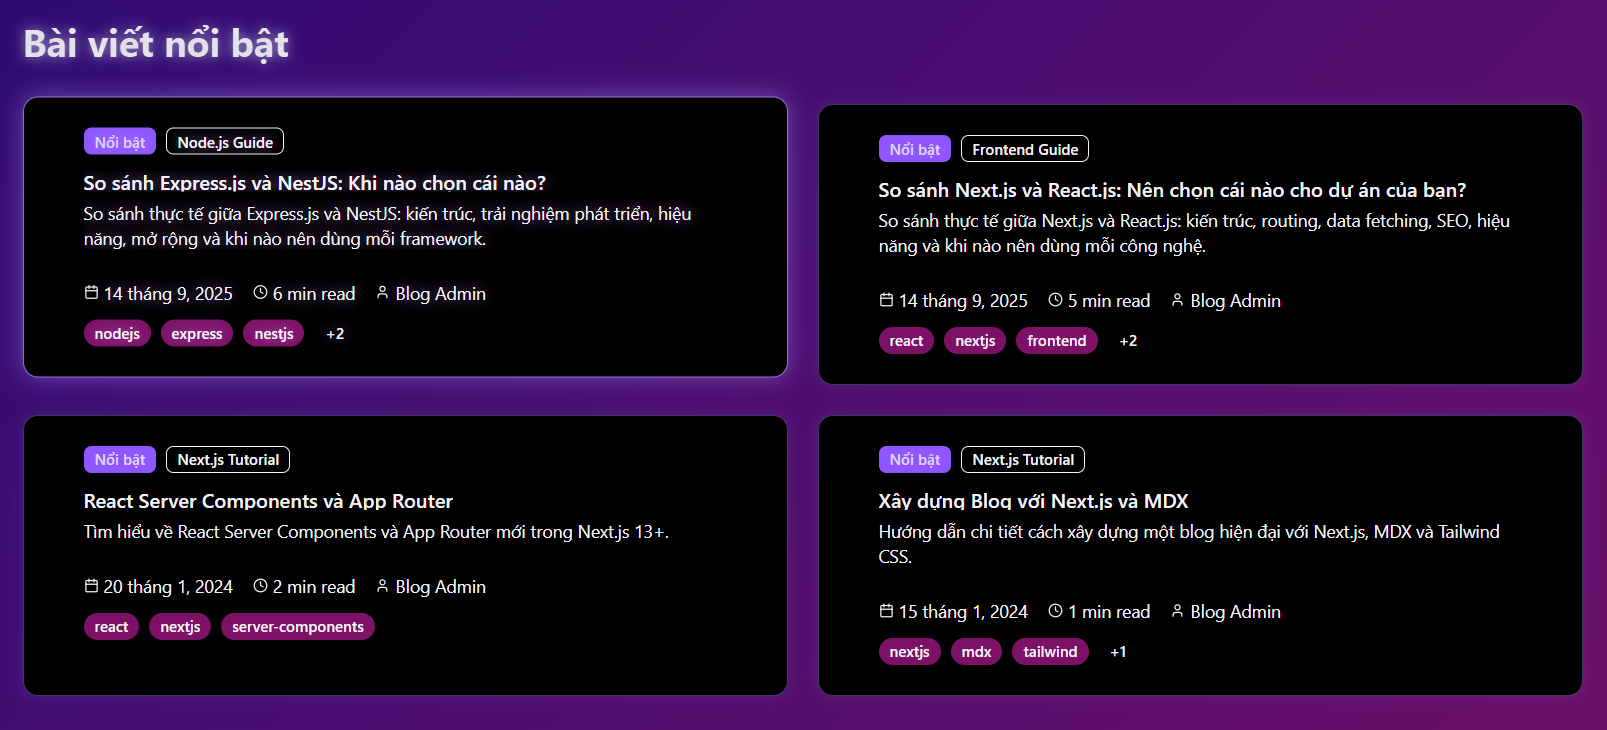 Bài viết nổi bật
Nổi bật
Node.js Guide
So sánh Express.js và NestJS: Khi nào chọn cái nào?
So sánh thực tế giữa Express.js và NestJS: kiến trúc, trải nghiệm phát triển, hiệu
năng, mở rộng và khi nào nên dùng mỗi framework.
14 tháng 9, 2025
6 min read
Blog Admin
nodejs
express
nestjs
+2
Nổi bật
Frontend Guide
So sánh Next.js và React.js: Nên chọn cái nào cho dự án của bạn?
So sánh thực tế giữa Next.js và React.js: kiến trúc, routing, data fetching, SEO, hiệu
năng và khi nào nên dùng mỗi công nghệ.
14 tháng 9, 2025
5 min read
Blog Admin
react
nextjs
frontend
+2
Nổi bật
Next.js Tutorial
React Server Components và App Router
Tìm hiểu về React Server Components và App Router mới trong Next.js 13+.
20 tháng 1, 2024
2 min read
Blog Admin
react
nextjs
server-components
Nổi bật
Next.js Tutorial
Xây dựng Blog với Next.js và MDX
Hướng dẫn chi tiết cách xây dựng một blog hiện đại với Next.js, MDX và Tailwind
CSS.
15 tháng 1, 2024
1 min read
Blog Admin
nextjs
mdx
tailwind
+1